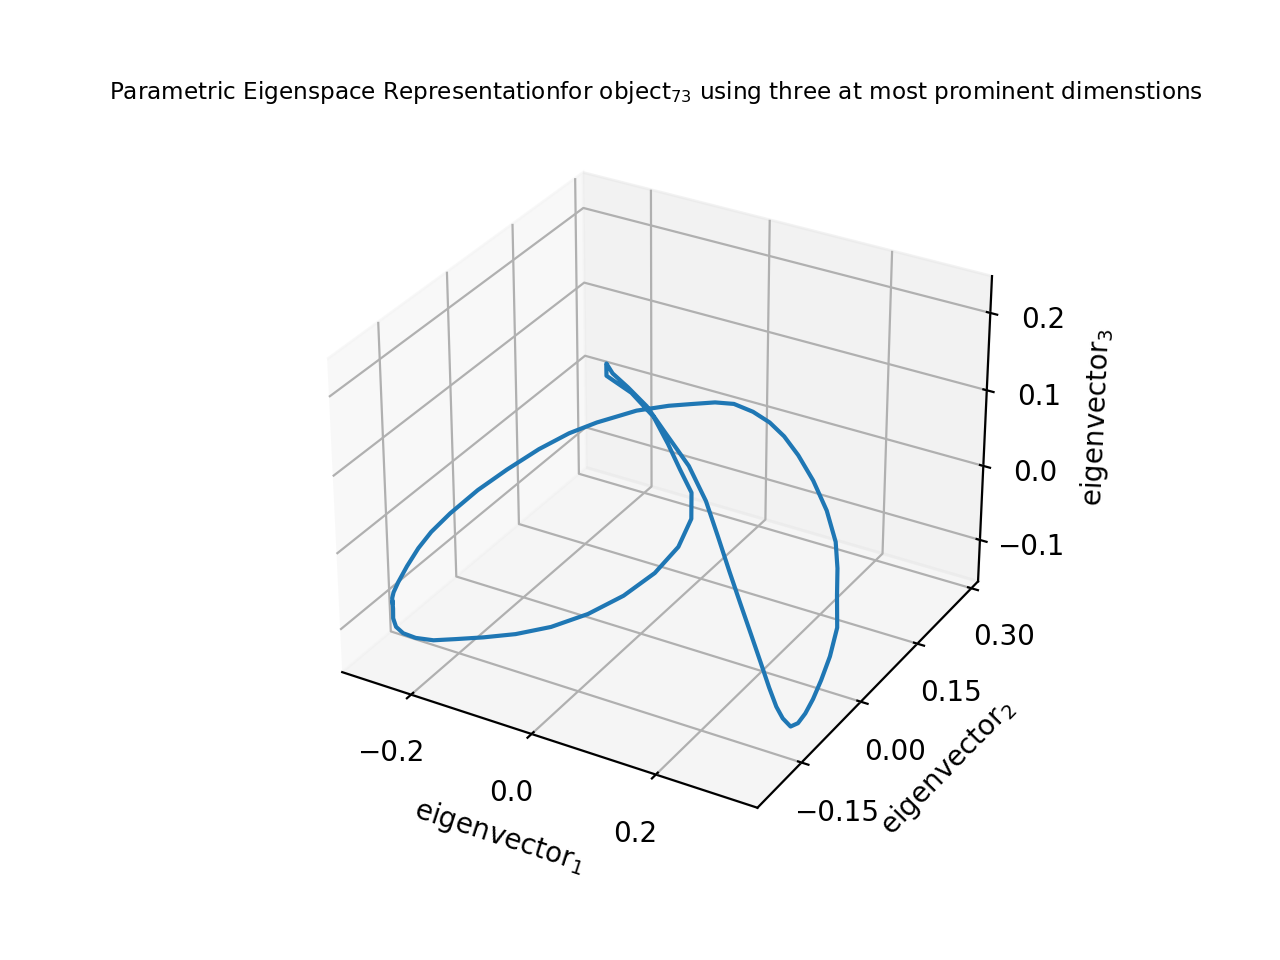 Parametric Eigenspace Representationfor object₇₃ using three at most prominent dimenstions
0.2
0.1
0.0
−0.1
eigenvector₃
0.30
0.15
0.00
−0.15
eigenvector₂
−0.2
0.0
0.2
eigenvector₁